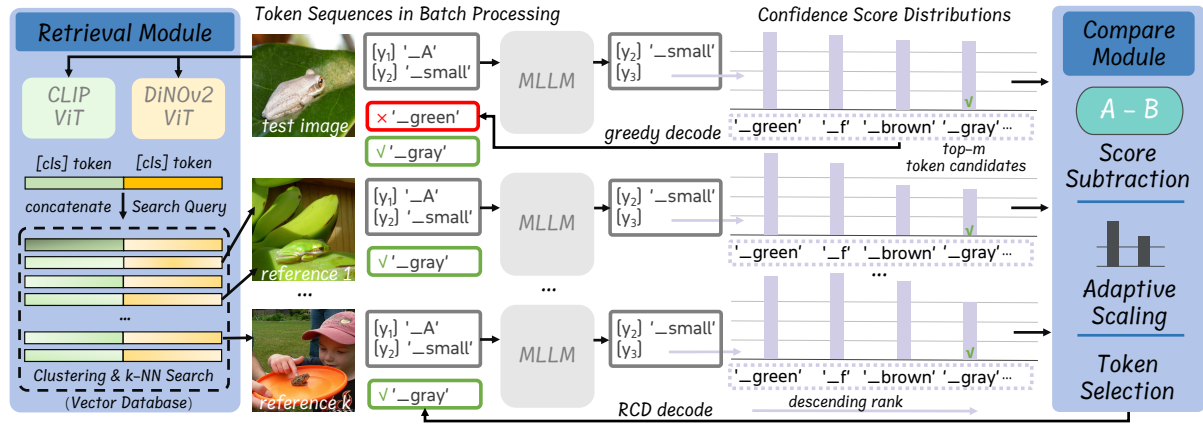 Retrieval Module
CLIP
ViT
DiNOv2
ViT
[cls] token
[cls] token
concatenate
Search Query
...
Clustering & k-NN Search
(Vector Database)
Token Sequences in Batch Processing
test image
[y₁] '_A'
[y₂] '_small'
× '_green'
√ '_gray'
MLLM
[y₂] '_small'
[y₃]
greedy decode
reference 1
[y₁] '_A'
[y₂] '_small'
√ '_gray'
MLLM
[y₂] '_small'
[y₃]
...
...
reference k
[y₁] '_A'
[y₂] '_small'
√ '_gray'
MLLM
[y₂] '_small'
[y₃]
RCD decode
Confidence Score Distributions
√
'_green' '_f' '_brown' '_gray' ...
top-m
token candidates
√
'_green' '_f' '_brown' '_gray' ...
...
√
'_green' '_f' '_brown' '_gray' ...
descending rank
Compare
Module
A - B
Score
Subtraction
Adaptive
Scaling
Token
Selection